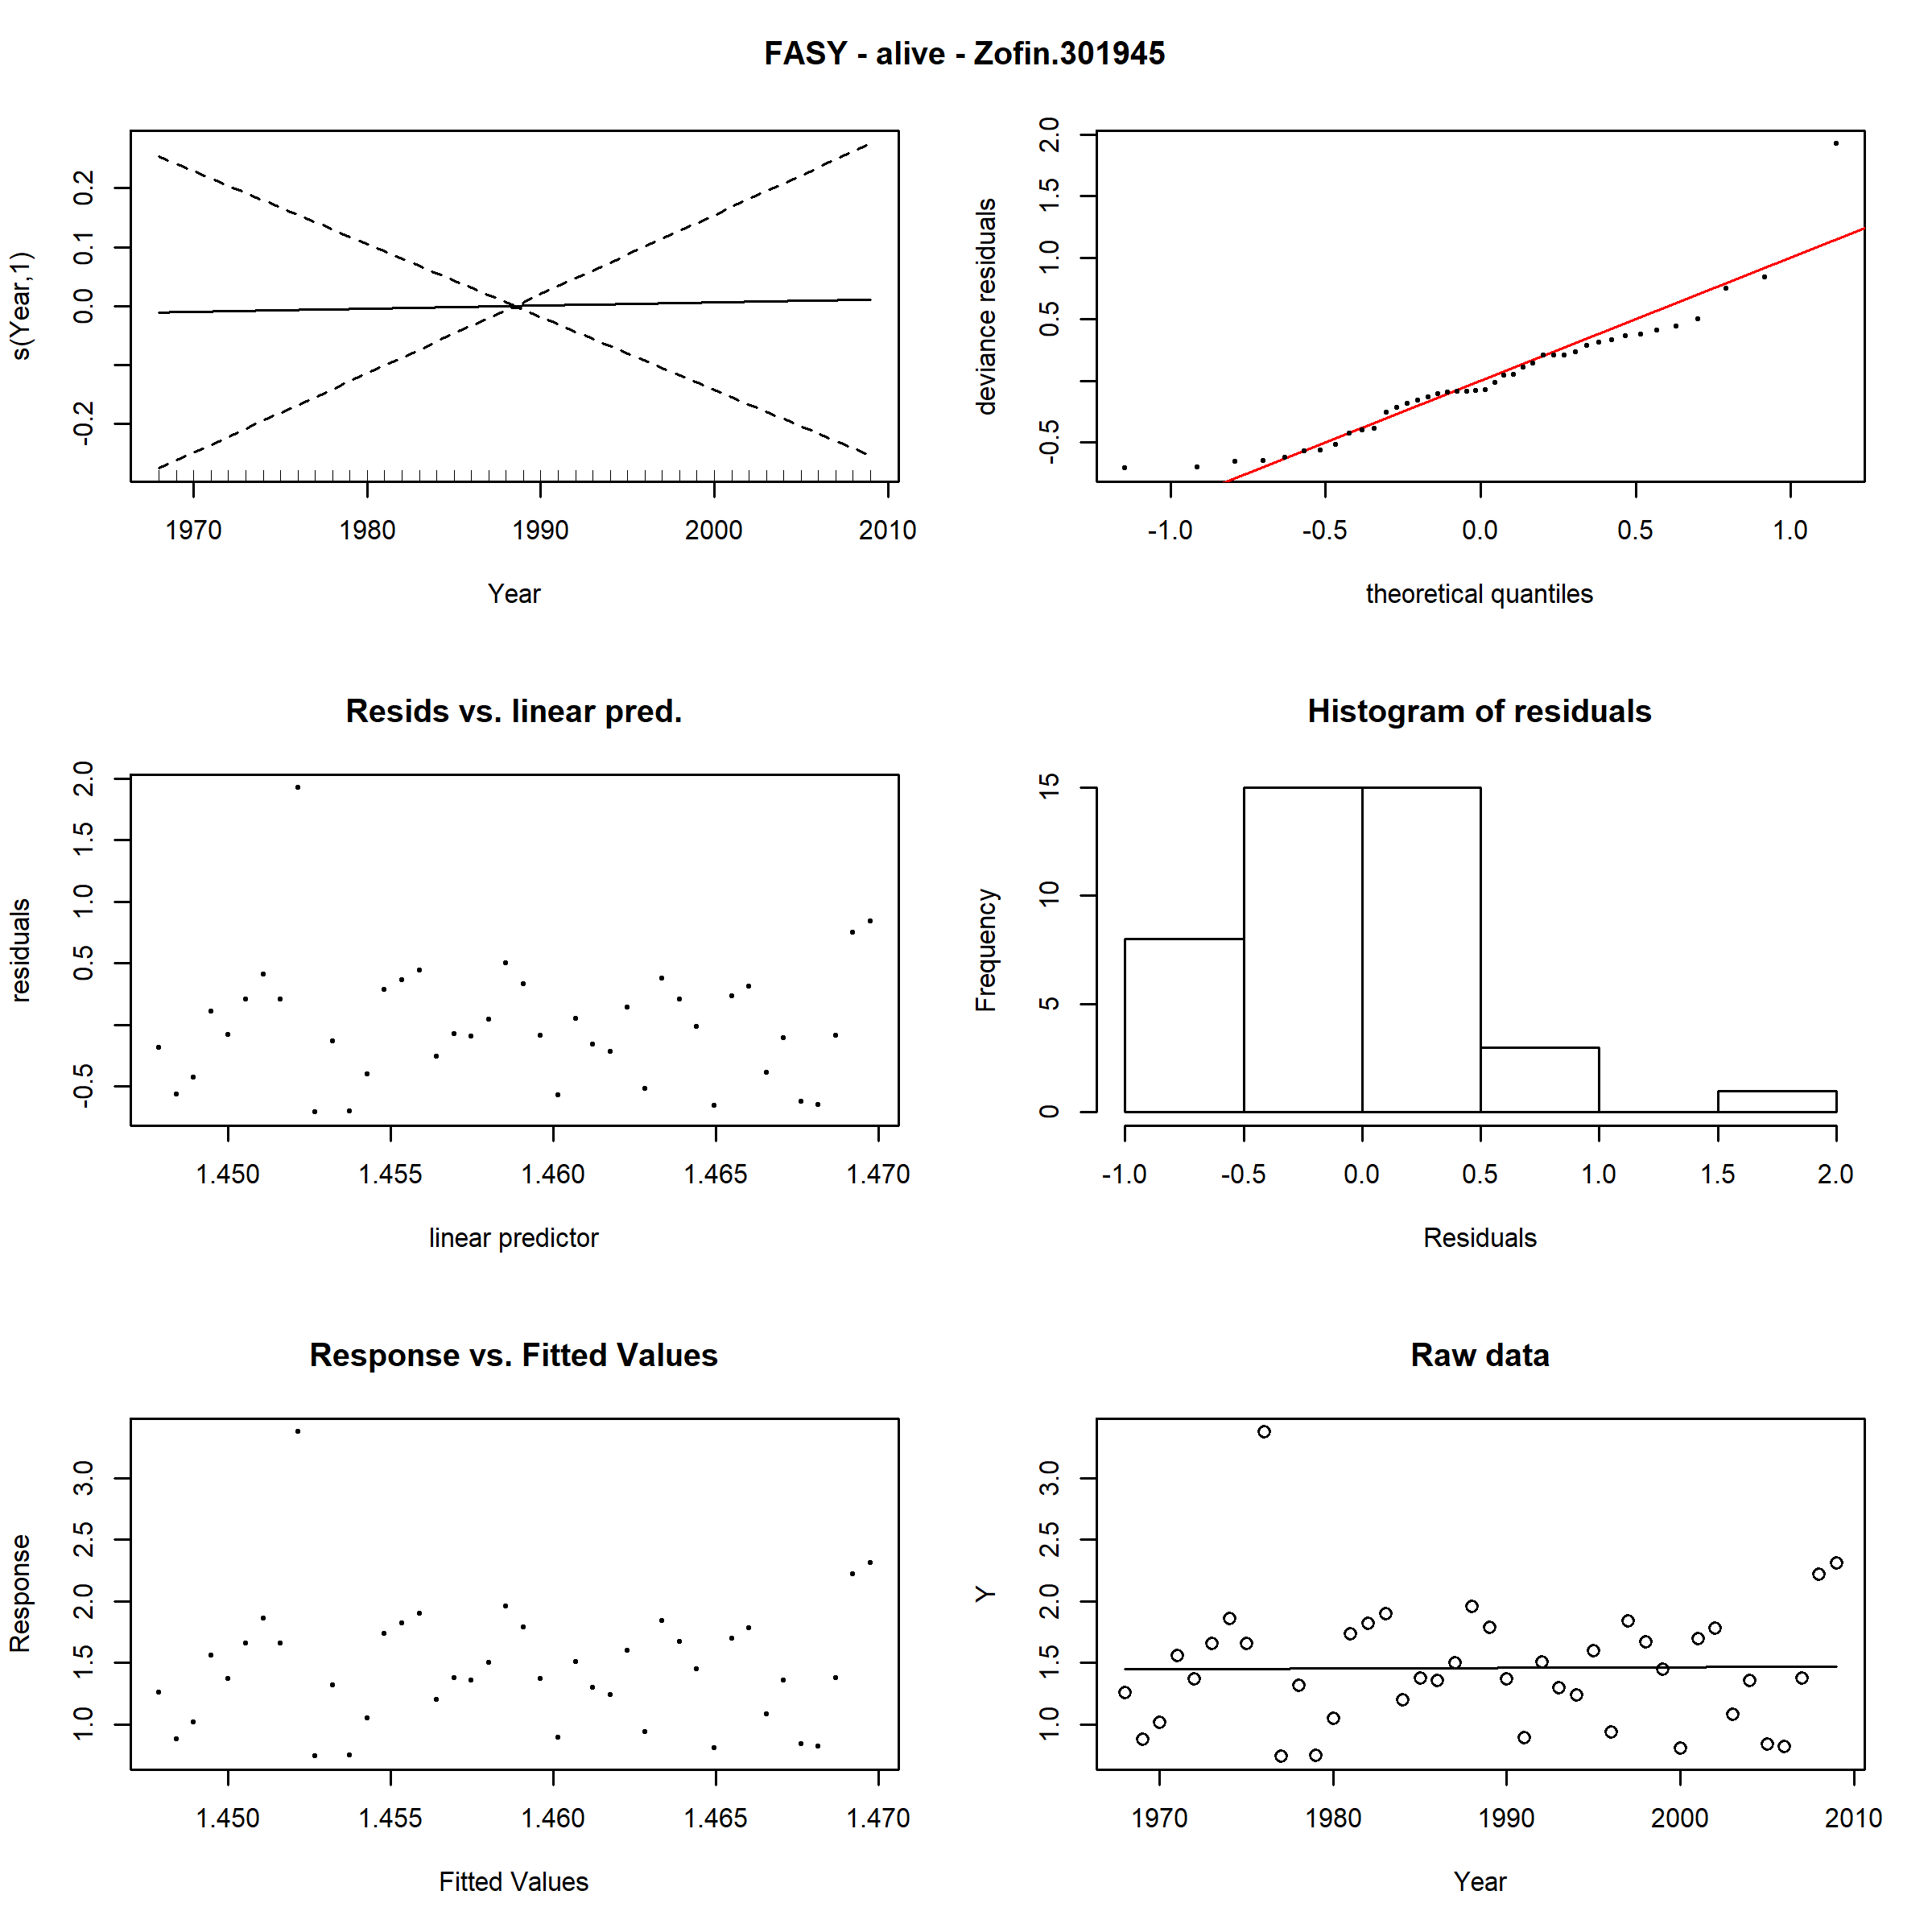 FASY - alive - Zofin.301945
s(Year,1)
-0.2 0.0 0.1 0.2
1970 1980 1990 2000 2010
Year
deviance residuals
-0.5 0.5 1.0 1.5 2.0
-1.0 -0.5 0.0 0.5 1.0
theoretical quantiles
Resids vs. linear pred.
residuals
-0.5 0.5 1.0 1.5 2.0
1.450 1.455 1.460 1.465 1.470
linear predictor
Histogram of residuals
Frequency
0 5 10 15
-1.0 -0.5 0.0 0.5 1.0 1.5 2.0
Residuals
Response vs. Fitted Values
Response
1.0 1.5 2.0 2.5 3.0
1.450 1.455 1.460 1.465 1.470
Fitted Values
Raw data
Y
1.0 1.5 2.0 2.5 3.0
1970 1980 1990 2000 2010
Year